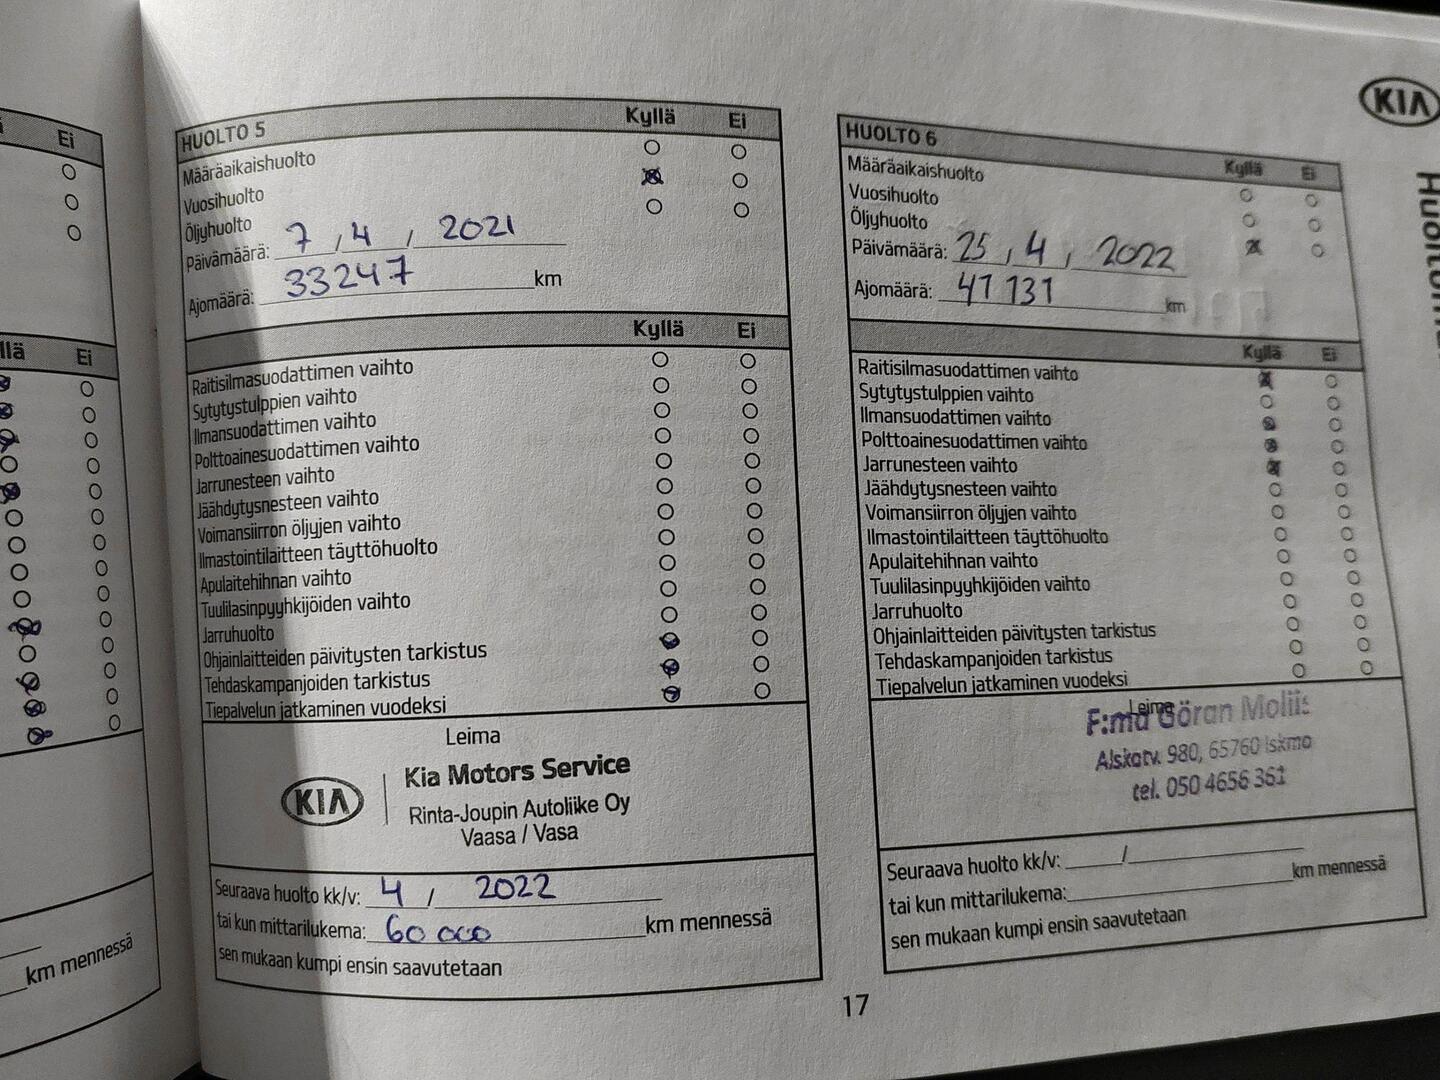 Ei
llä
Ei
km mennessä
HUOLTO 5 Kyllä Ei
Määräaikaishuolto
Vuosihuolto
Öljyhuolto
Päivämäärä: 7 / 4 / 2021
Ajomäärä: 33247 km
Kyllä Ei
Raitisilmasuodattimen vaihto
Sytytystulppien vaihto
Ilmansuodattimen vaihto
Polttoainesuodattimen vaihto
Jarrunesteen vaihto
Jäähdytysnesteen vaihto
Voimansiirron öljyjen vaihto
Ilmastointilaitteen täyttöhuolto
Apulaitehihnan vaihto
Tuulilasinpyyhkijöiden vaihto
Jarruhuolto
Ohjainlaitteiden päivitysten tarkistus
Tehdaskampanjoiden tarkistus
Tiepalvelun jatkaminen vuodeksi
Leima
KIA
Kia Motors Service
Rinta-Joupin Autoliike Oy
Vaasa / Vasa
Seuraava huolto kk/v: 4 / 2022
tai kun mittarilukema: 60 000 km mennessä
sen mukaan kumpi ensin saavutetaan
KIA
HUOLTO 6 Kyllä Ei
Määräaikaishuolto
Vuosihuolto
Öljyhuolto
Päivämäärä: 25 / 4 / 2022
Ajomäärä: 41 131 km
Kyllä Ei
Raitisilmasuodattimen vaihto
Sytytystulppien vaihto
Ilmansuodattimen vaihto
Polttoainesuodattimen vaihto
Jarrunesteen vaihto
Jäähdytysnesteen vaihto
Voimansiirron öljyjen vaihto
Ilmastointilaitteen täyttöhuolto
Apulaitehihnan vaihto
Tuulilasinpyyhkijöiden vaihto
Jarruhuolto
Ohjainlaitteiden päivitysten tarkistus
Tehdaskampanjoiden tarkistus
Tiepalvelun jatkaminen vuodeksi
Leima
F:ma Göran Moliis
Alskatv. 980, 65760 Iskmo
tel. 050 4656 361
Seuraava huolto kk/v: /
tai kun mittarilukema: km mennessä
sen mukaan kumpi ensin saavutetaan
17